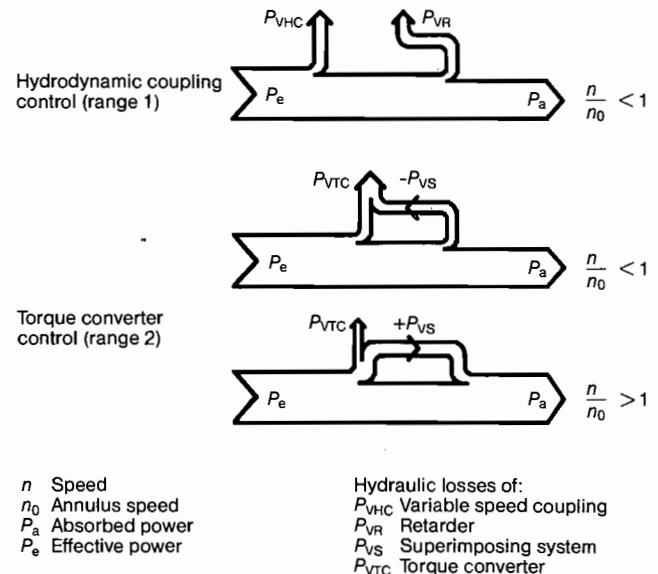 P_VHC
P_VR
Hydrodynamic coupling
control (range 1)
P_e
P_a
n/n_0 < 1
P_VTC
-P_VS
P_e
P_a
n/n_0 < 1
Torque converter
control (range 2)
P_VTC
+P_VS
P_e
P_a
n/n_0 > 1
n Speed
n_0 Annulus speed
P_a Absorbed power
P_e Effective power
Hydraulic losses of:
P_VHC Variable speed coupling
P_VR Retarder
P_VS Superimposing system
P_VTC Torque converter